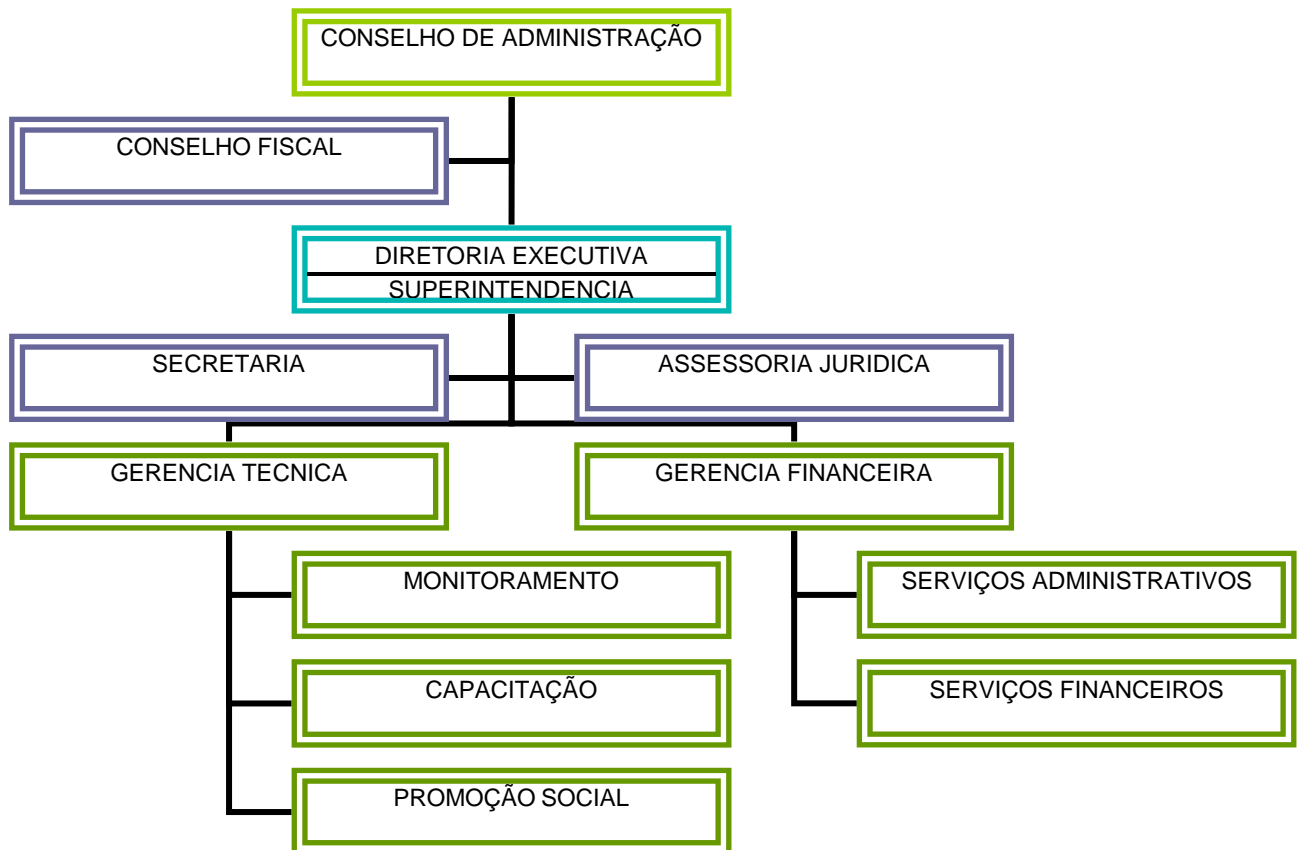 CONSELHO DE ADMINISTRAÇÃO
CONSELHO FISCAL
DIRETORIA EXECUTIVA
SUPERINTENDENCIA
SECRETARIA
ASSESSORIA JURIDICA
GERENCIA TECNICA
GERENCIA FINANCEIRA
MONITORAMENTO
SERVIÇOS ADMINISTRATIVOS
CAPACITAÇÃO
SERVIÇOS FINANCEIROS
PROMOÇÃO SOCIAL